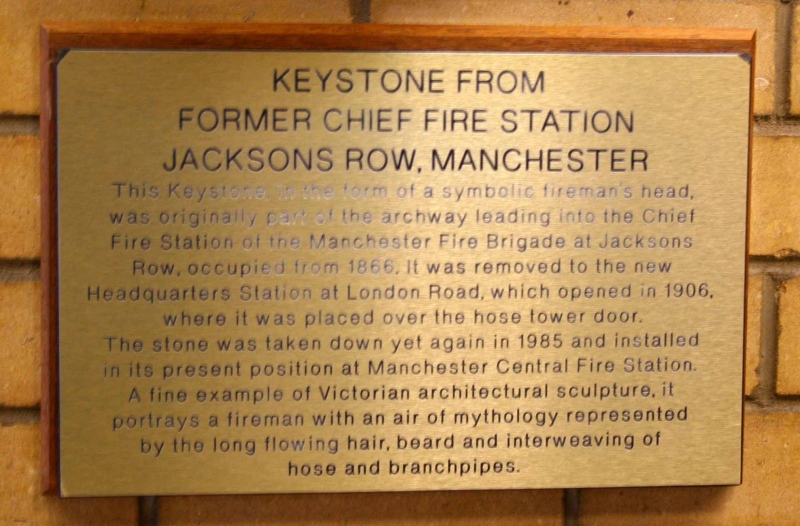 KEYSTONE FROM
FORMER CHIEF FIRE STATION
JACKSONS ROW, MANCHESTER
This Keystone, in the form of a symbolic fireman's head,
was originally part of the archway leading into the Chief
Fire Station of the Manchester Fire Brigade at Jacksons
Row, occupied from 1866. It was removed to the new
Headquarters Station at London Road, which opened in 1906,
where it was placed over the hose tower door.
The stone was taken down yet again in 1985 and installed
in its present position at Manchester Central Fire Station.
A fine example of Victorian architectural sculpture, it
portrays a fireman with an air of mythology represented
by the long flowing hair, beard and interweaving of
hose and branchpipes.